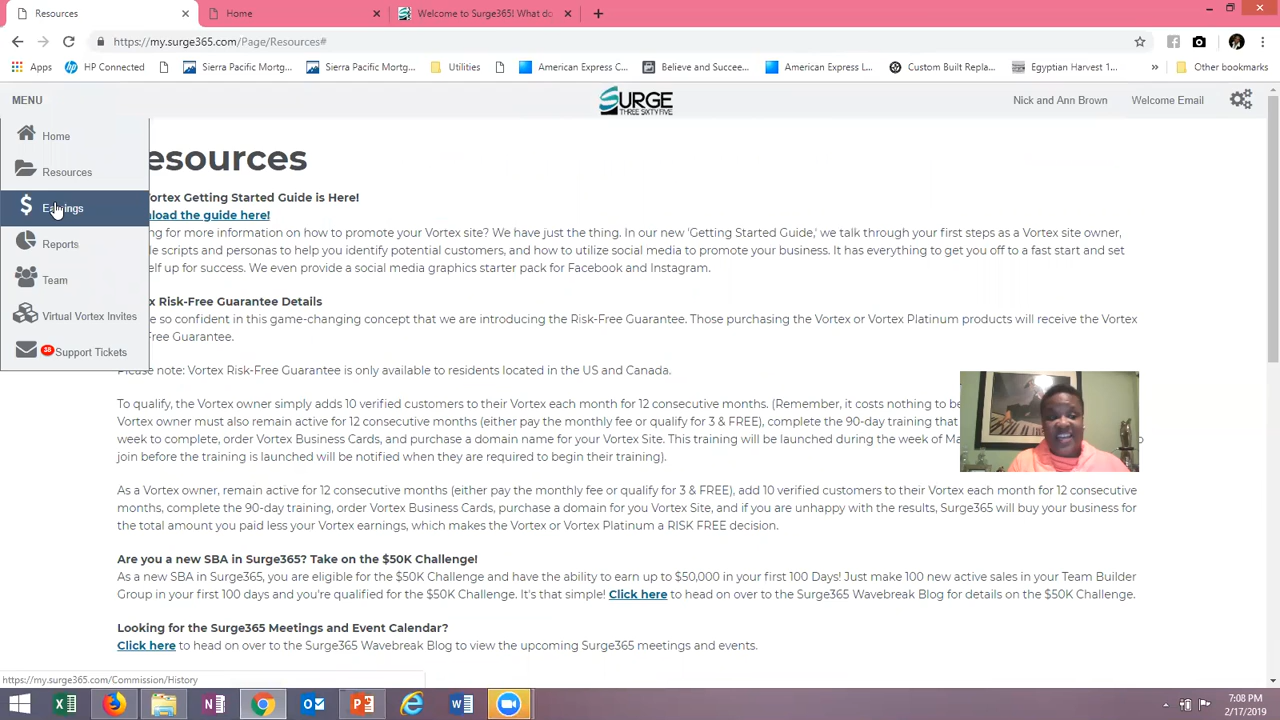 Resources
Home
Welcome to Surge365! What do
https://my.surge365.com/Page/Resources#
Apps
HP Connected
Sierra Pacific Mortg...
Sierra Pacific Mortg...
Utilities
American Express C...
Believe and Succee...
American Express L...
Custom Built Repla...
Egyptian Harvest 1...
»
Other bookmarks
MENU
SURGE
THREE SIXTY FIVE
Nick and Ann Brown
Welcome Email
Home
Resources
Earnings
Reports
Team
Virtual Vortex Invites
38
Support Tickets
esources
ortex Getting Started Guide is Here!
load the guide here!
ng for more information on how to promote your Vortex site? We have just the thing. In our new 'Getting Started Guide,' we talk through your first steps as a Vortex site owner,
le scripts and personas to help you identify potential customers, and how to utilize social media to promote your business. It has everything to get you off to a fast start and set
elf up for success. We even provide a social media graphics starter pack for Facebook and Instagram.
x Risk-Free Guarantee Details
e so confident in this game-changing concept that we are introducing the Risk-Free Guarantee. Those purchasing the Vortex or Vortex Platinum products will receive the Vortex
Free Guarantee.
Please note: Vortex Risk-Free Guarantee is only available to residents located in the US and Canada.
To qualify, the Vortex owner simply adds 10 verified customers to their Vortex each month for 12 consecutive months. (Remember, it costs nothing to be
Vortex owner must also remain active for 12 consecutive months (either pay the monthly fee or qualify for 3 & FREE), complete the 90-day training that
week to complete, order Vortex Business Cards, and purchase a domain name for your Vortex Site. This training will be launched during the week of Ma
join before the training is launched will be notified when they are required to begin their training).
As a Vortex owner, remain active for 12 consecutive months (either pay the monthly fee or qualify for 3 & FREE), add 10 verified customers to their Vortex each month for 12 consecutive
months, complete the 90-day training, order Vortex Business Cards, purchase a domain for you Vortex Site, and if you are unhappy with the results, Surge365 will buy your business for
the total amount you paid less your Vortex earnings, which makes the Vortex or Vortex Platinum a RISK FREE decision.
Are you a new SBA in Surge365? Take on the $50K Challenge!
As a new SBA in Surge365, you are eligible for the $50K Challenge and have the ability to earn up to $50,000 in your first 100 Days! Just make 100 new active sales in your Team Builder
Group in your first 100 days and you're qualified for the $50K Challenge. It's that simple! Click here to head on over to the Surge365 Wavebreak Blog for details on the $50K Challenge.
Looking for the Surge365 Meetings and Event Calendar?
Click here to head on over to the Surge365 Wavebreak Blog to view the upcoming Surge365 meetings and events.
https://my.surge365.com/Commission/History
7:08 PM
2/17/2019